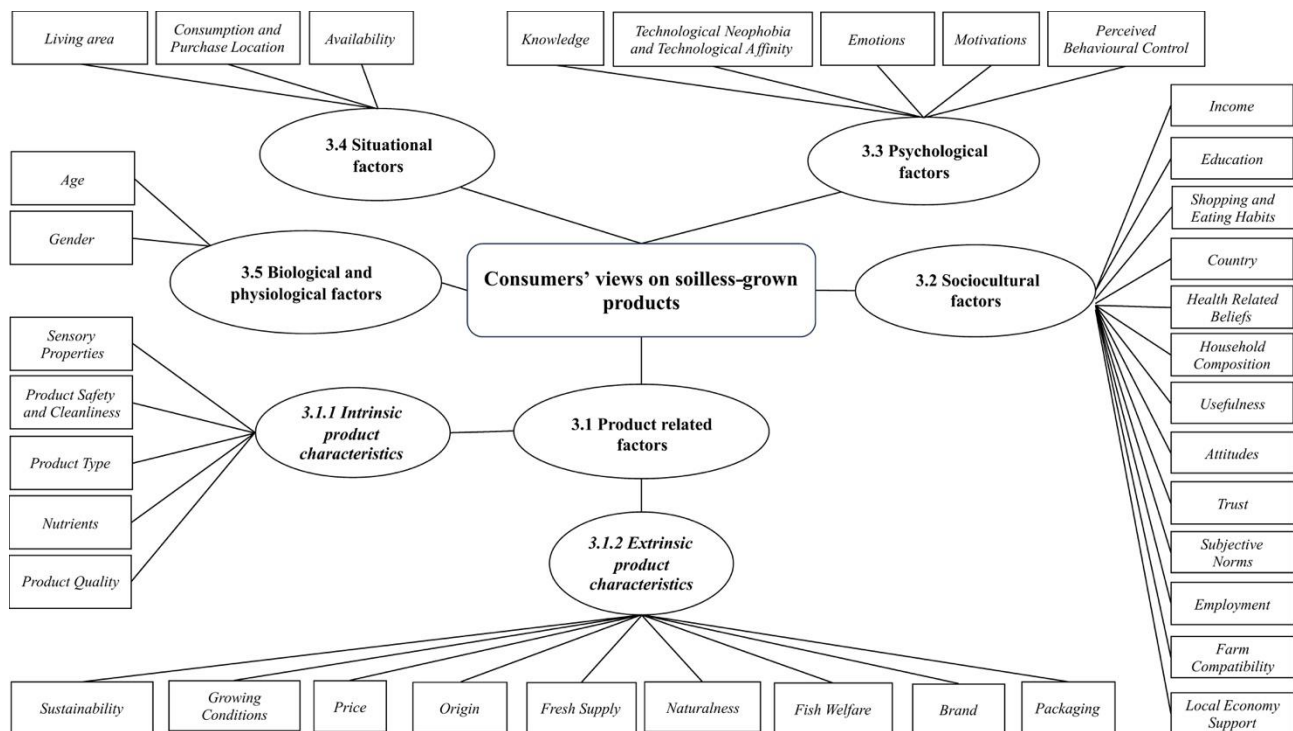 Living area
Consumption and
Purchase Location
Availability
Knowledge
Technological Neophobia
and Technological Affinity
Emotions
Motivations
Perceived
Behavioural Control
3.4 Situational
factors
3.3 Psychological
factors
Income
Age
Education
Gender
Shopping and
Eating Habits
3.5 Biological and
physiological factors
Consumers’ views on soilless-grown
products
3.2 Sociocultural
factors
Country
Health Related
Beliefs
Sensory
Properties
Household
Composition
Product Safety
and Cleanliness
3.1.1 Intrinsic
product
characteristics
3.1 Product related
factors
Usefulness
Product Type
Attitudes
Trust
Nutrients
3.1.2 Extrinsic
product
characteristics
Subjective
Norms
Product Quality
Employment
Farm
Compatibility
Sustainability
Growing
Conditions
Price
Origin
Fresh Supply
Naturalness
Fish Welfare
Brand
Packaging
Local Economy
Support